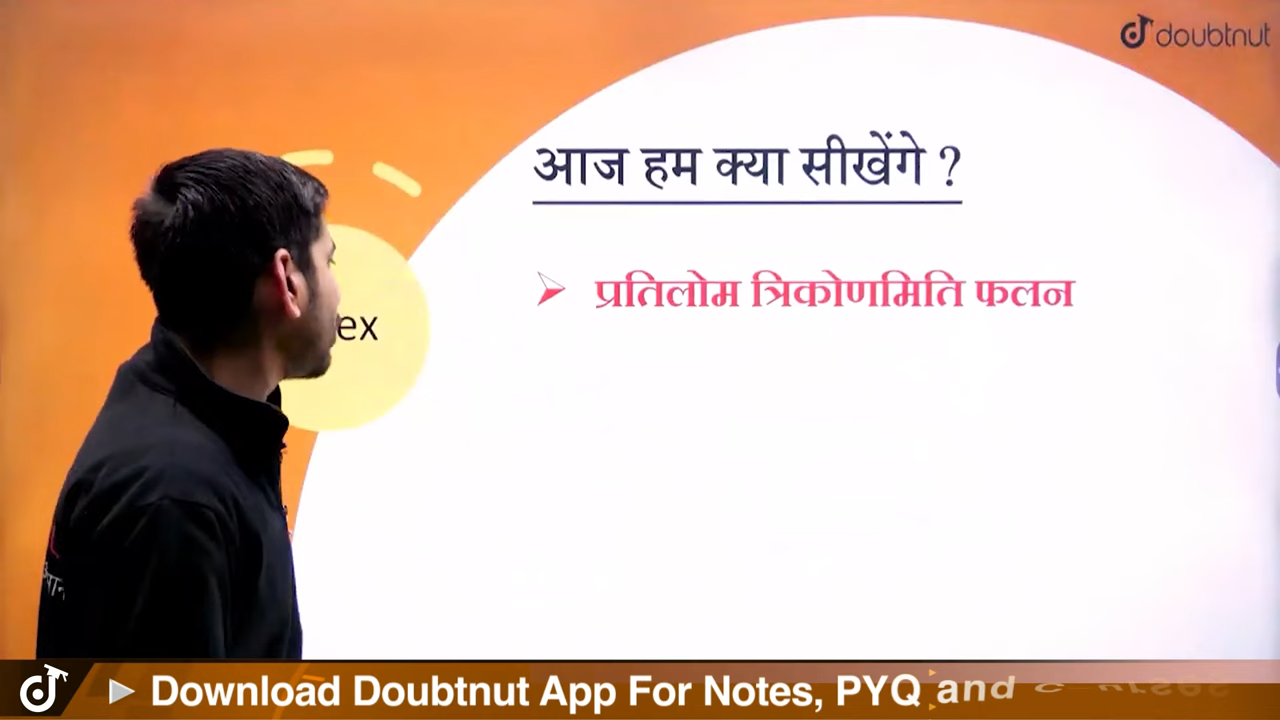 doubtnut
आज हम क्या सीखेंगे ?
प्रतिलोम त्रिकोणमिति फलन
ex
Download Doubtnut App For Notes, PYQ and